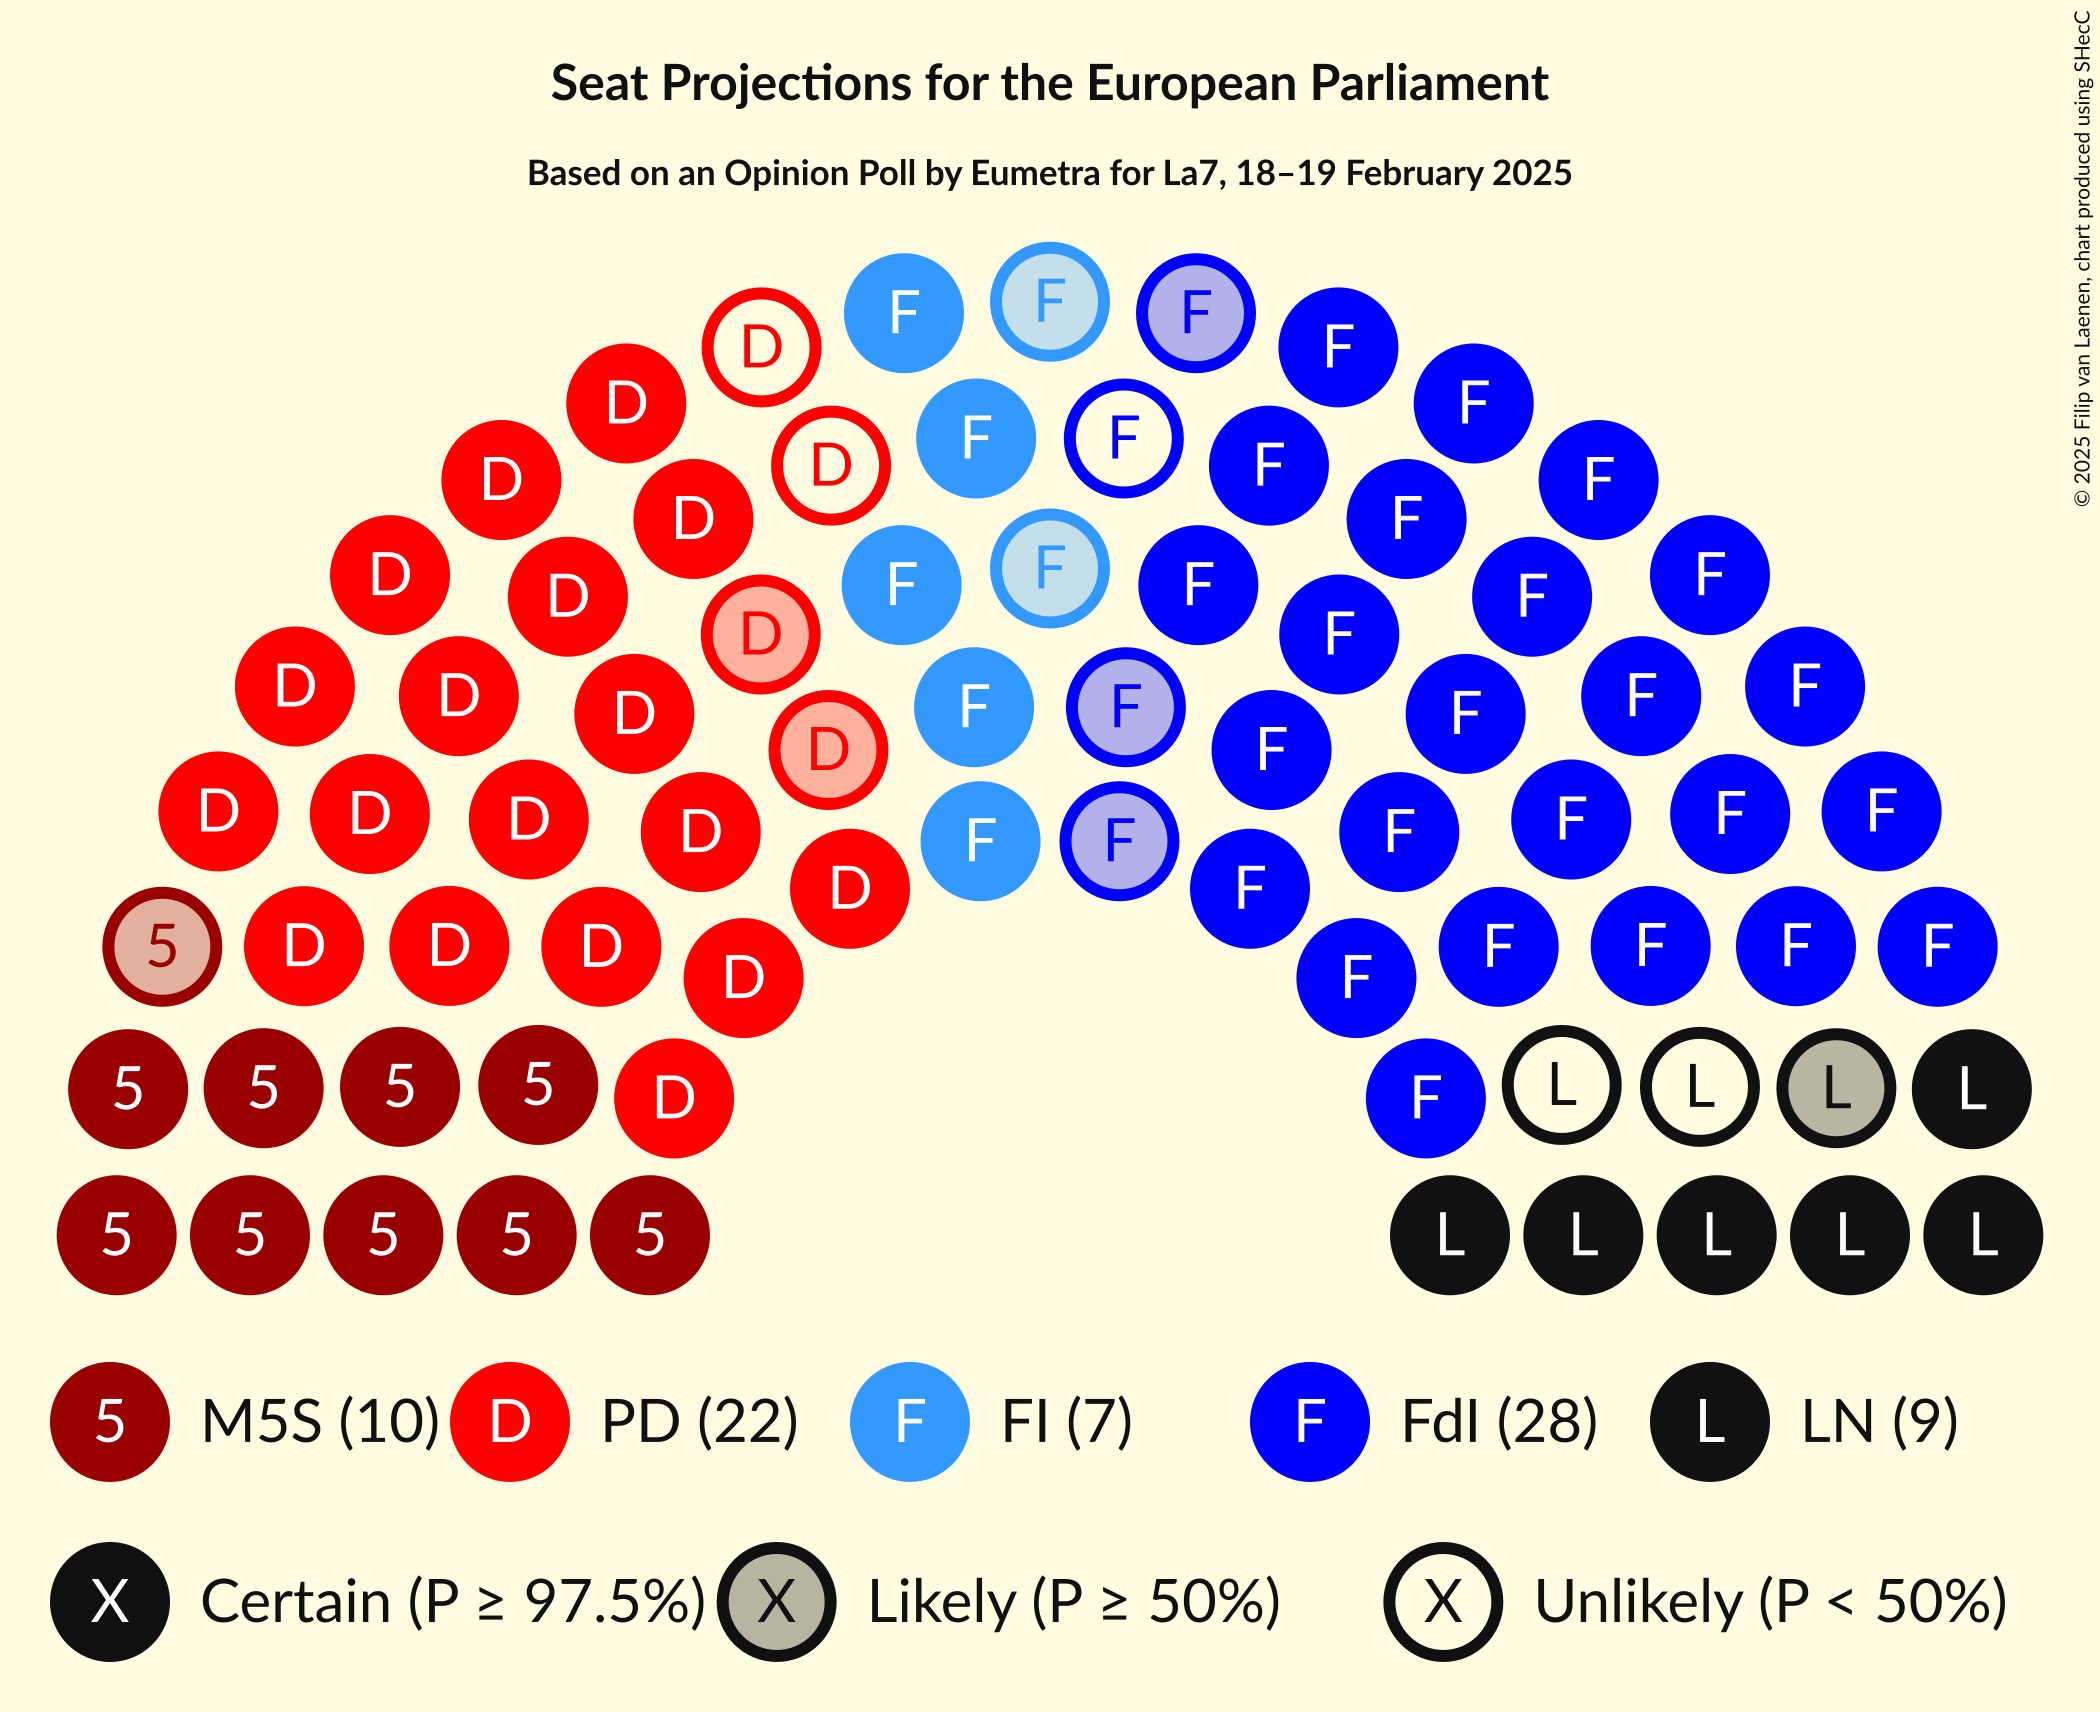 Seat Projections for the European Parliament
Based on an Opinion Poll by Eumetra for La7, 18–19 February 2025
© 2025 Filip van Laenen, chart produced using SHecC
D F F F F
D D D F F F F F
D D D F F F F F F
D D D D D F F F F F F F
D D D D D F F F F F F F
5 D D D D F F F F F
5 5 5 5 D F L L L L
5 5 5 5 5 L L L L L
5 M5S (10) D PD (22) F FI (7) F FdI (28) L LN (9)
X Certain (P ≥ 97.5%) X Likely (P ≥ 50%) X Unlikely (P < 50%)